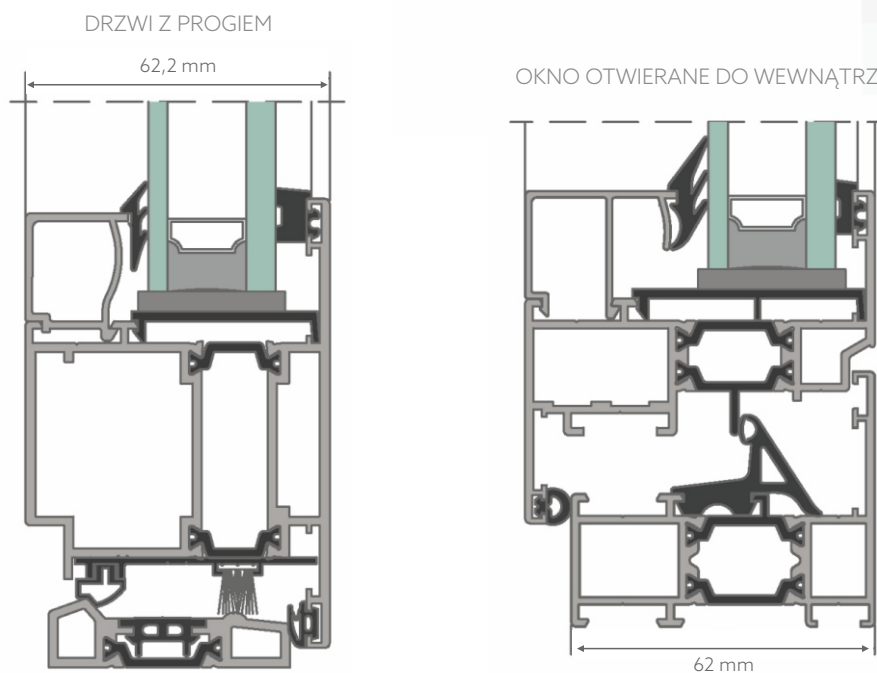 DRZWI Z PROGIEM
62,2 mm
OKNO OTWIERANE DO WEWNĄTRZ
62 mm